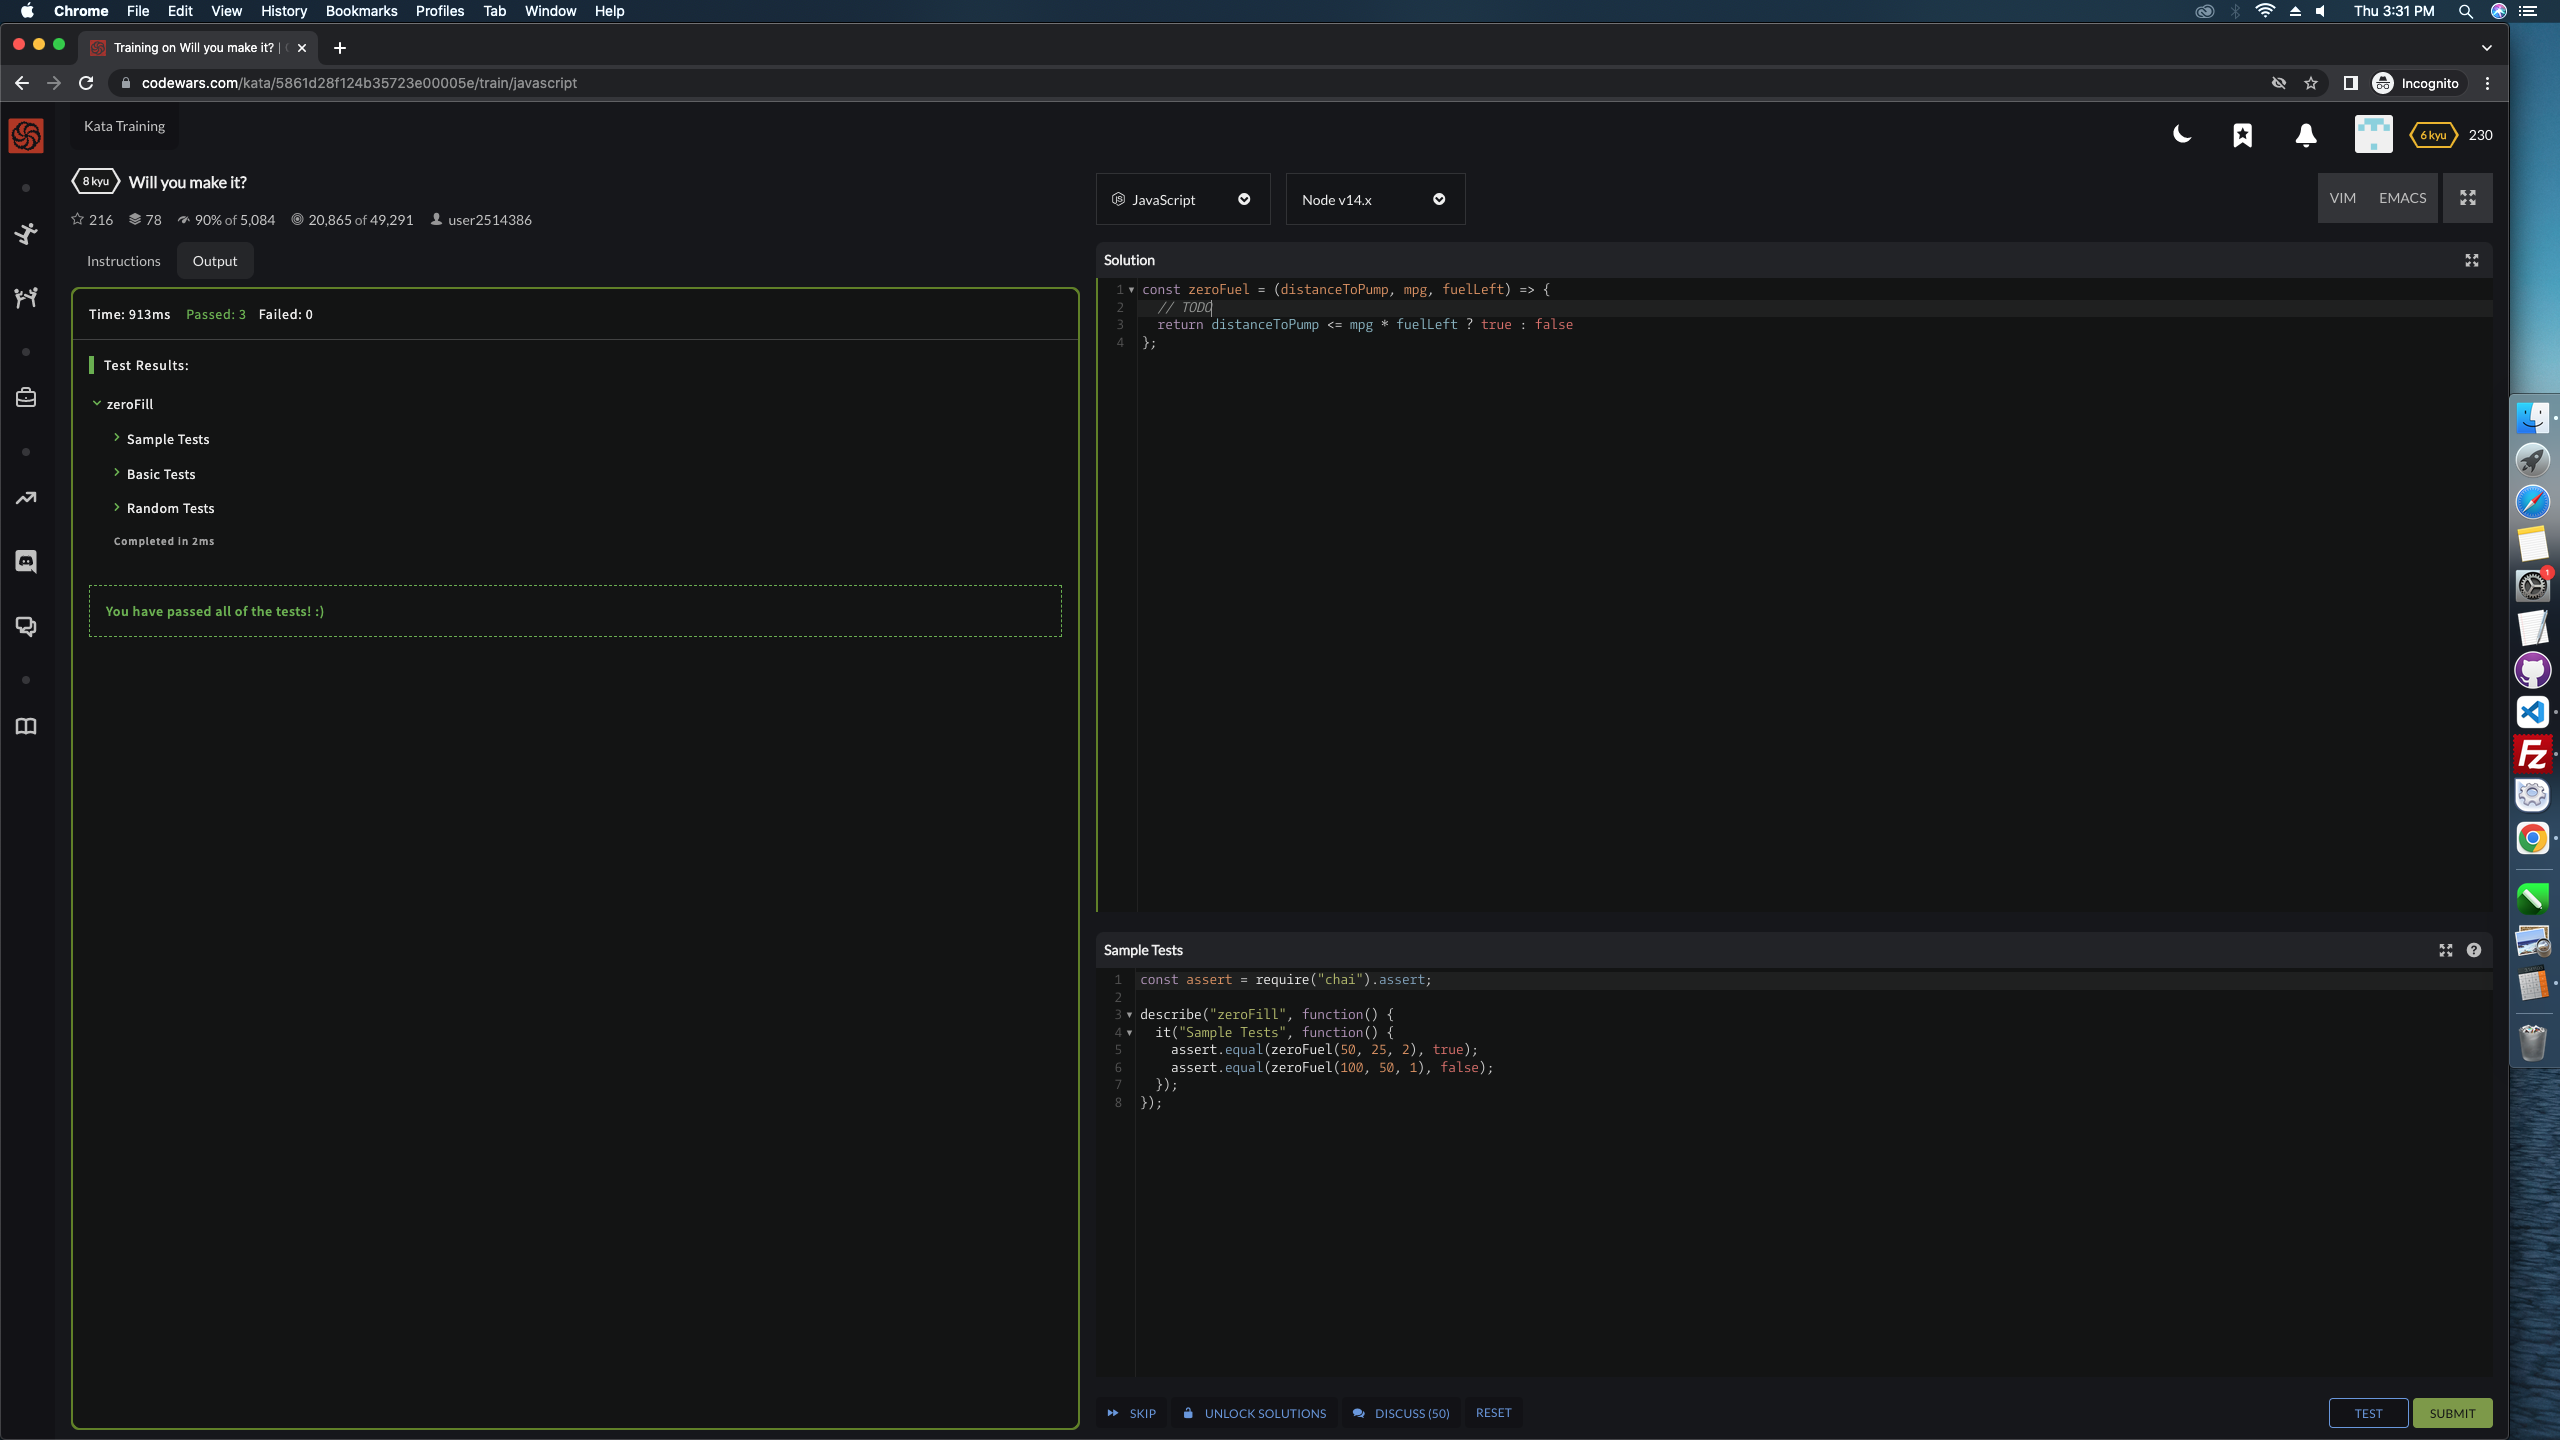 Chrome File Edit View History Bookmarks Profiles Tab Window Help
Thu 3:31 PM
Training on Will you make it? |
codewars.com/kata/5861d28f124b35723e00005e/train/javascript
Incognito
Kata Training
6 kyu 230
8 kyu Will you make it?
216 78 90% of 5,084 20,865 of 49,291 user2514386
JavaScript
Node v14.x
VIM EMACS
Instructions Output
Time: 913ms Passed: 3 Failed: 0
Test Results:
zeroFill
Sample Tests
Basic Tests
Random Tests
Completed in 2ms
You have passed all of the tests! :)
Solution
1 const zeroFuel = (distanceToPump, mpg, fuelLeft) => {
2 // TODO
3 return distanceToPump <= mpg * fuelLeft ? true : false
4 };
Sample Tests
1 const assert = require("chai").assert;
2
3 describe("zeroFill", function() {
4 it("Sample Tests", function() {
5 assert.equal(zeroFuel(50, 25, 2), true);
6 assert.equal(zeroFuel(100, 50, 1), false);
7 });
8 });
SKIP UNLOCK SOLUTIONS DISCUSS (50) RESET
TEST SUBMIT
1
Fz